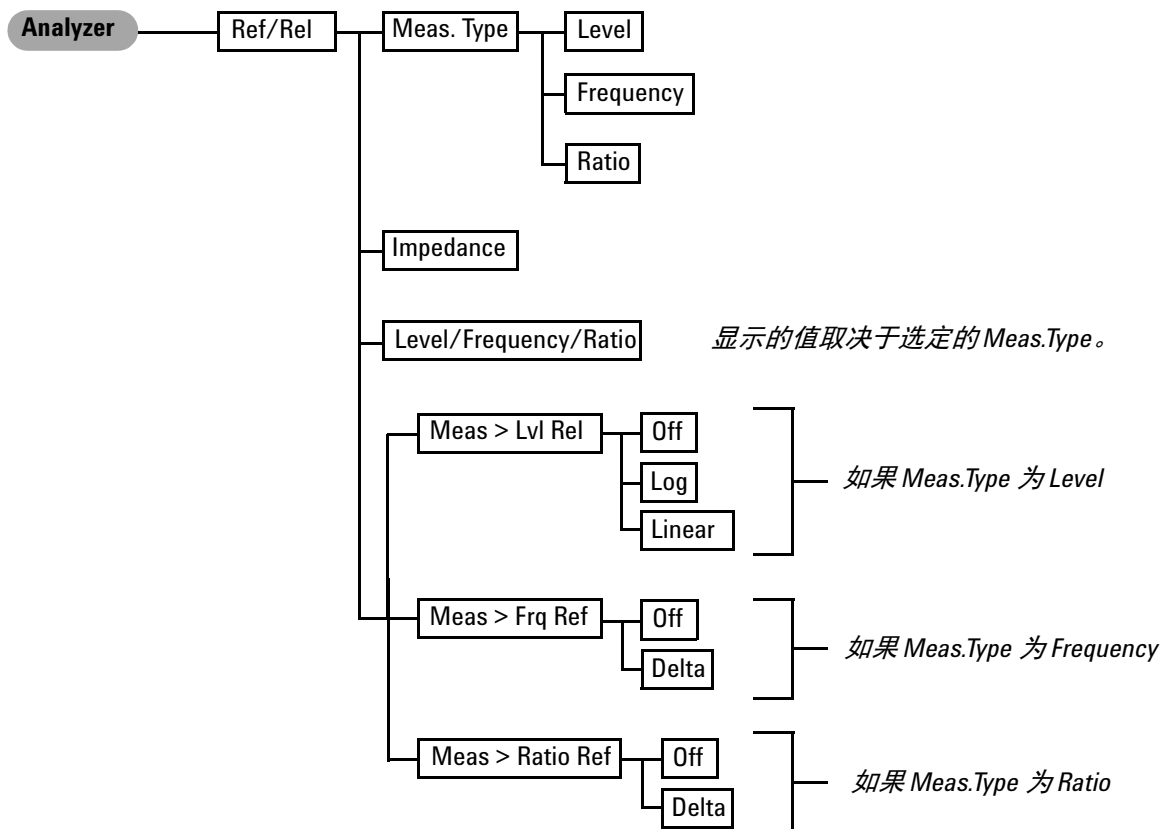 Analyzer
Ref/Rel
Meas. Type
Level
Frequency
Ratio
Impedance
Level/Frequency/Ratio
显示的值取决于选定的 Meas.Type。
Meas > Lvl Rel
Off
Log
Linear
如果 Meas.Type 为 Level
Meas > Frq Ref
Off
Delta
如果 Meas.Type 为 Frequency
Meas > Ratio Ref
Off
Delta
如果 Meas.Type 为 Ratio